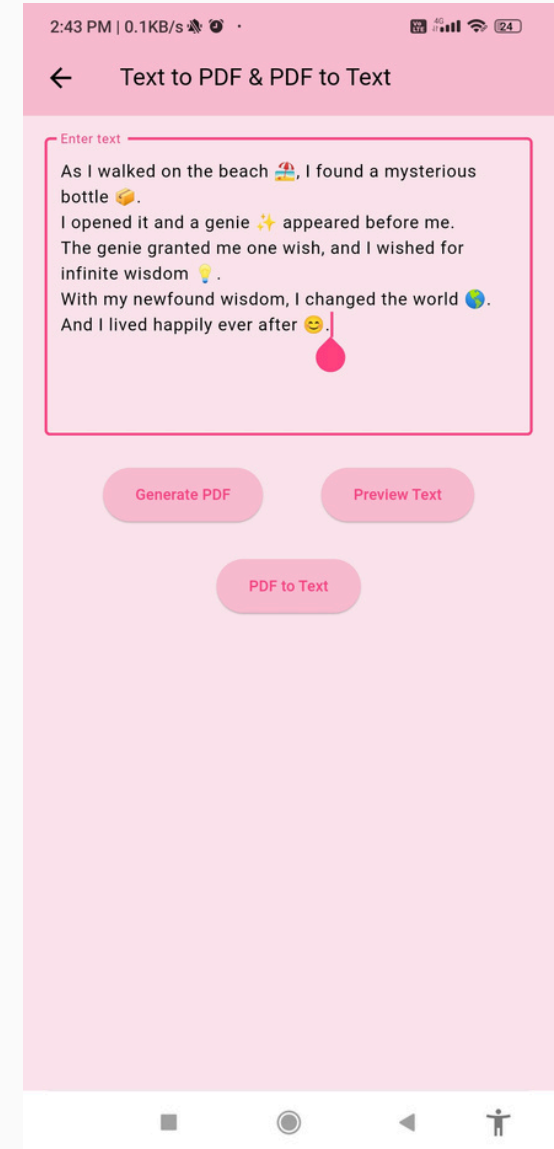 2:43 PM | 0.1KB/s
Vo LTE 4G 24
Text to PDF & PDF to Text
Enter text
As I walked on the beach 🏖️, I found a mysterious
bottle 📦.
I opened it and a genie ✨ appeared before me.
The genie granted me one wish, and I wished for
infinite wisdom 💡.
With my newfound wisdom, I changed the world 🌎.
And I lived happily ever after 😊.
Generate PDF
Preview Text
PDF to Text